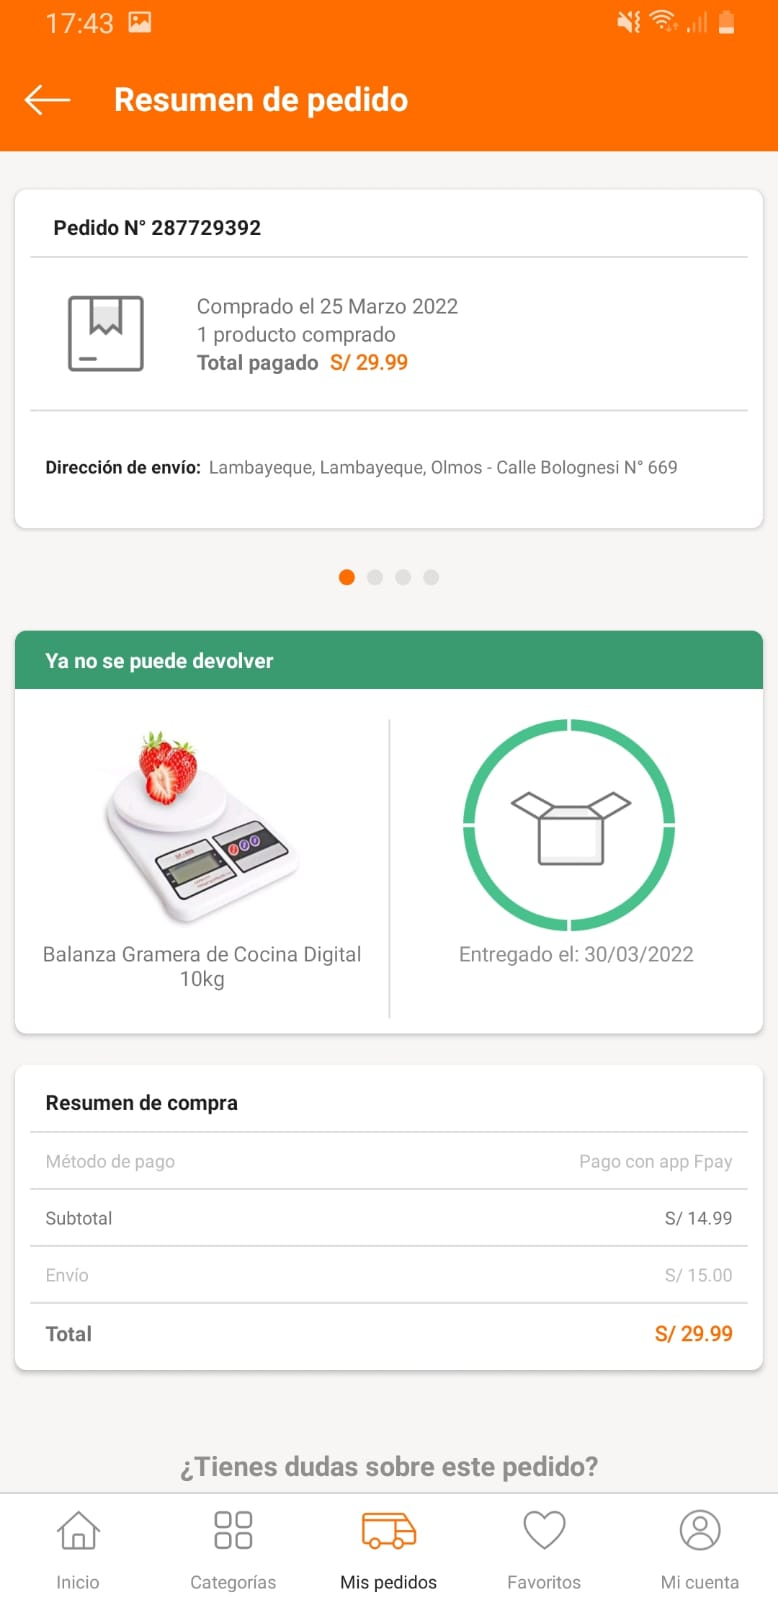 17:43
Resumen de pedido
Pedido N° 287729392
Comprado el 25 Marzo 2022
1 producto comprado
Total pagado S/ 29.99
Dirección de envío: Lambayeque, Lambayeque, Olmos - Calle Bolognesi N° 669
Ya no se puede devolver
Balanza Gramera de Cocina Digital
10kg
Entregado el: 30/03/2022
Resumen de compra
Método de pago Pago con app Fpay
Subtotal S/ 14.99
Envío S/ 15.00
Total S/ 29.99
¿Tienes dudas sobre este pedido?
Inicio Categorías Mis pedidos Favoritos Mi cuenta